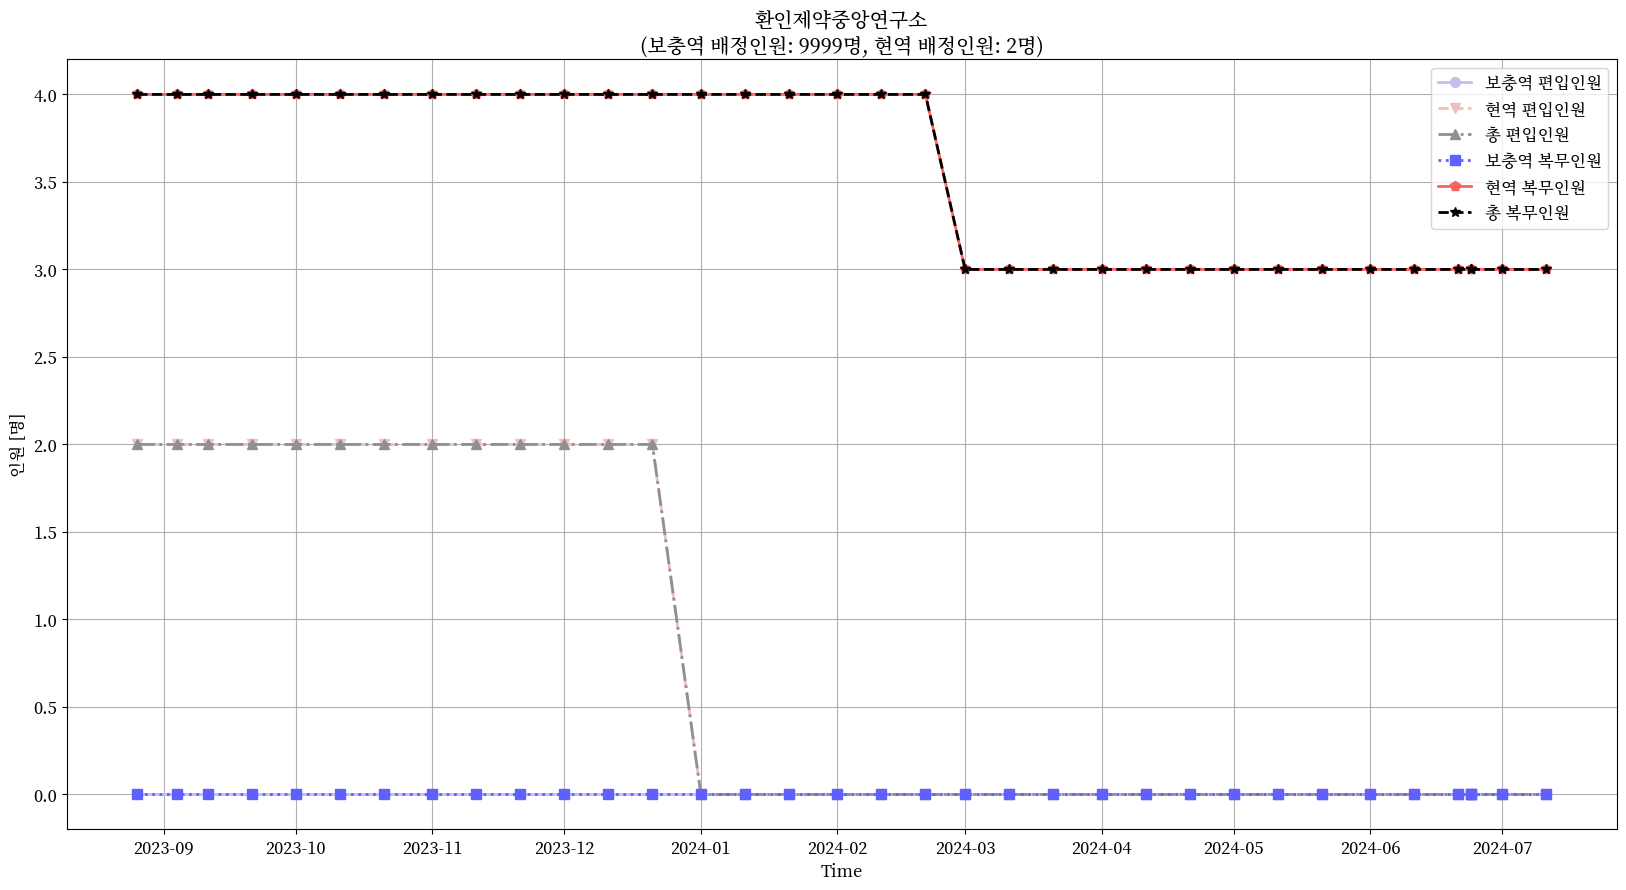 환인제약중앙연구소
(보충역 배정인원: 9999명, 현역 배정인원: 2명)
보충역 편입인원
현역 편입인원
총 편입인원
보충역 복무인원
현역 복무인원
총 복무인원
인원 [명]
4.0
3.5
3.0
2.5
2.0
1.5
1.0
0.5
0.0
2023-09 2023-10 2023-11 2023-12 2024-01 2024-02 2024-03 2024-04 2024-05 2024-06 2024-07
Time